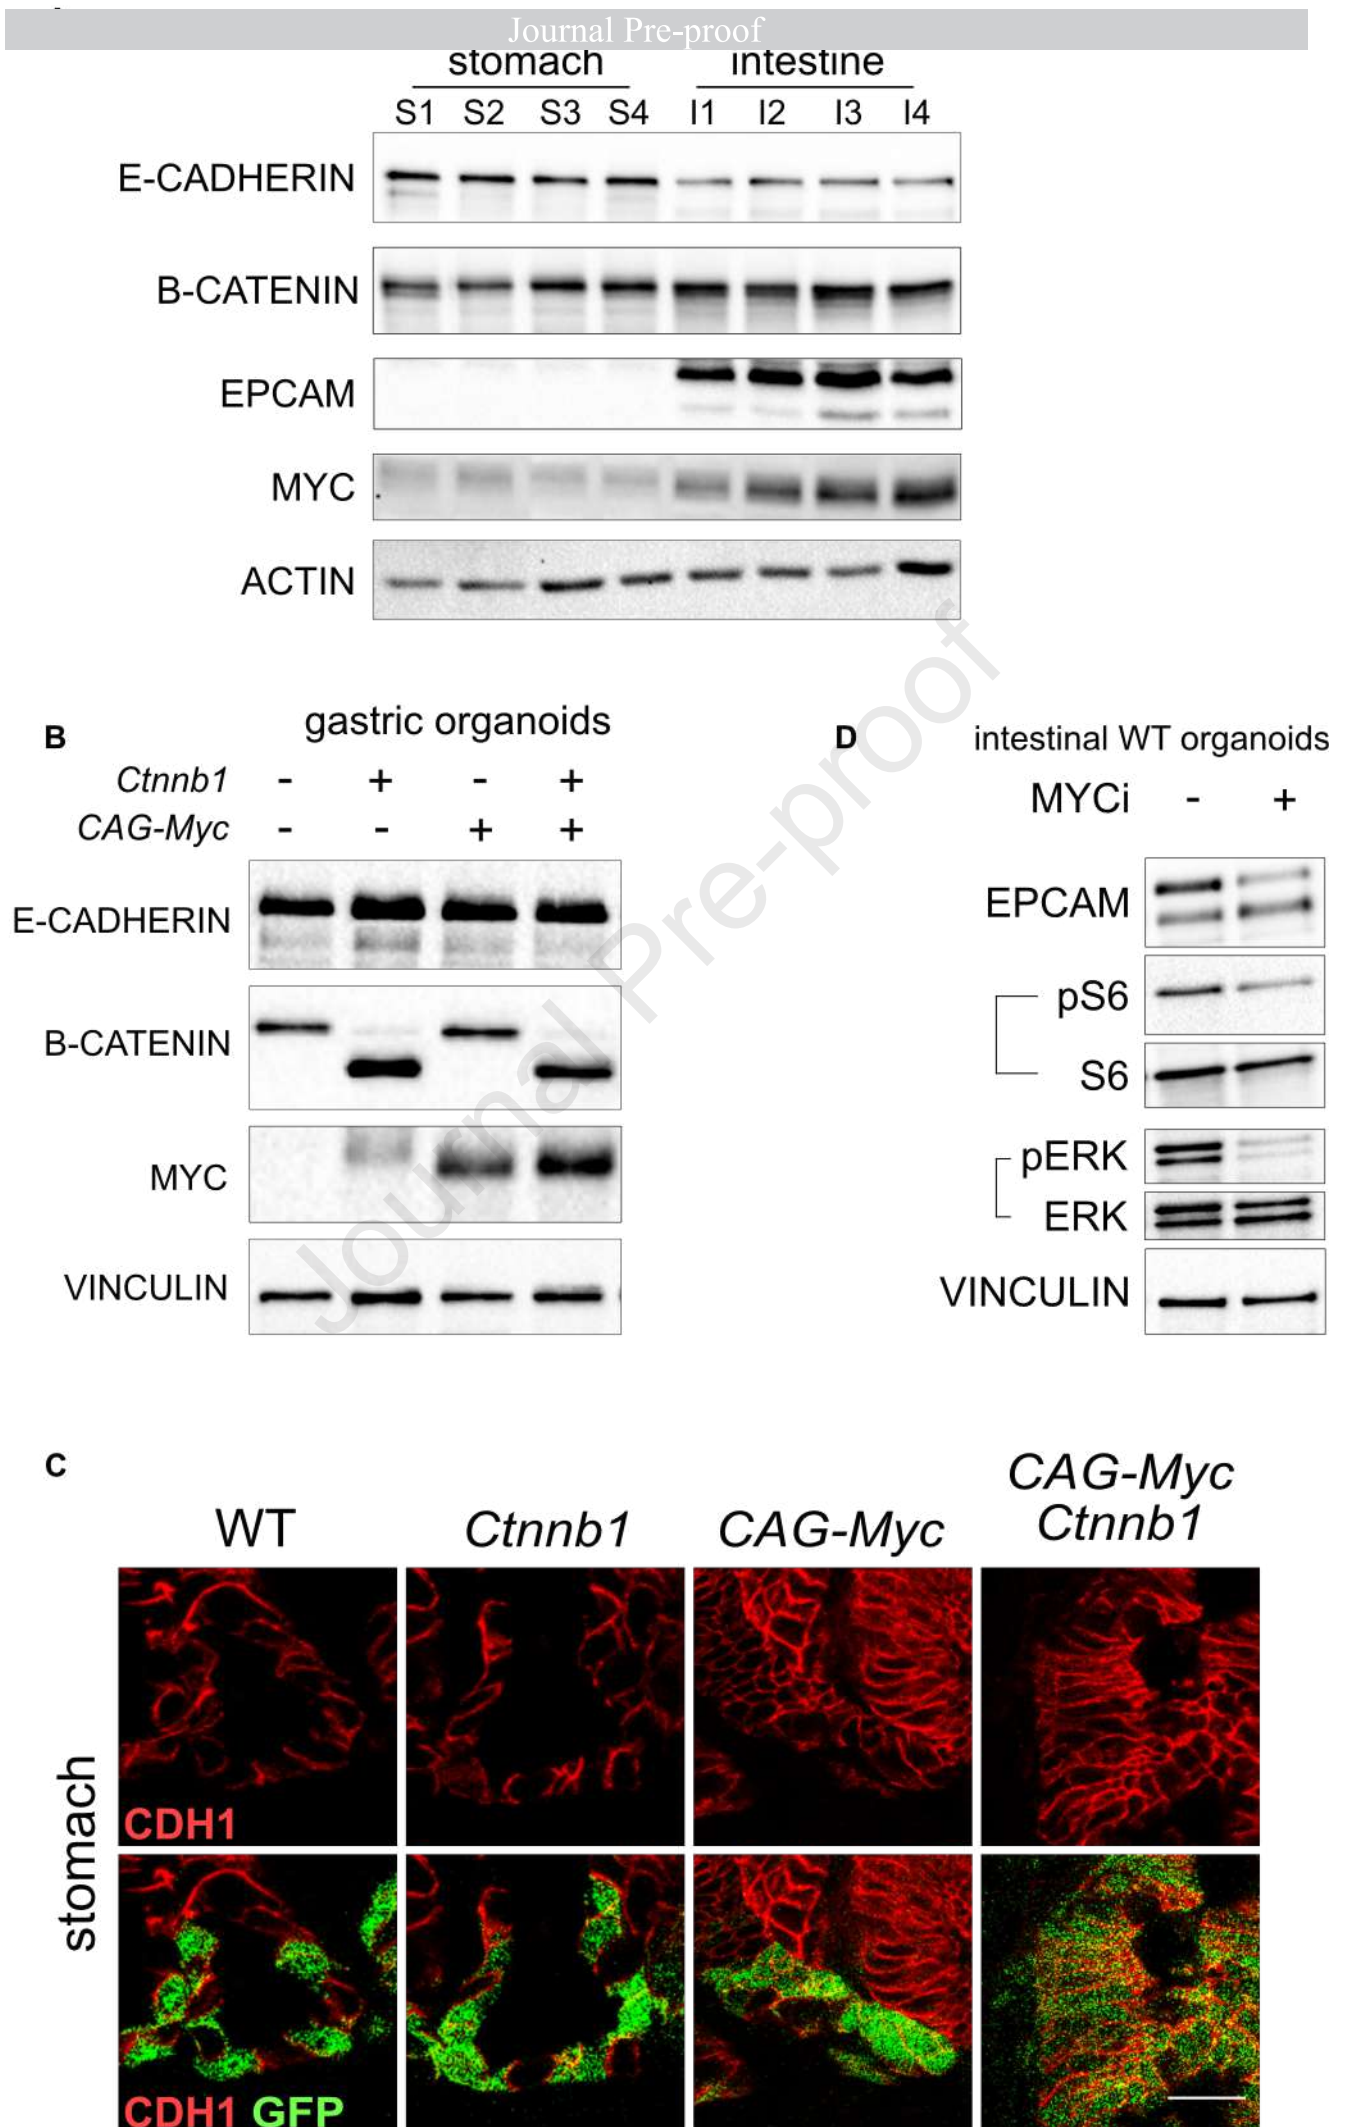 Journal Pre-proof
stomach intestine
S1 S2 S3 S4 I1 I2 I3 I4
E-CADHERIN
B-CATENIN
EPCAM
MYC
ACTIN
B
gastric organoids
Ctnnb1 - + - +
CAG-Myc - - + +
E-CADHERIN
B-CATENIN
MYC
VINCULIN
D
intestinal WT organoids
MYCi - +
EPCAM
pS6
S6
pERK
ERK
VINCULIN
Journal Pre-proof
C
WT Ctnnb1 CAG-Myc CAG-Myc
Ctnnb1
stomach
CDH1
CDH1 GFP